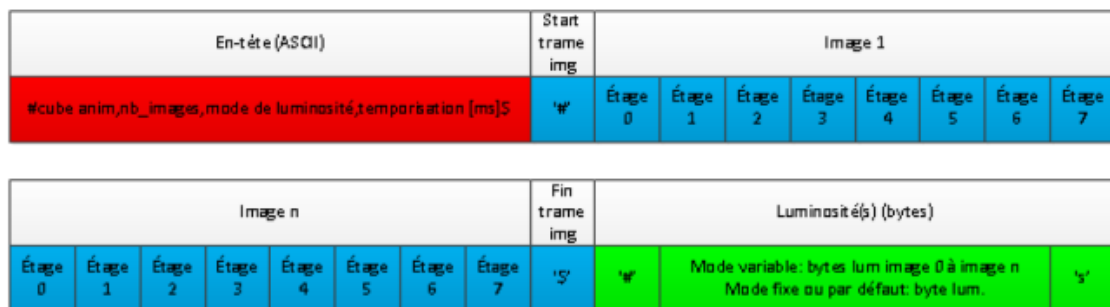 En-tête (ASCII)
Start
trame
img
Image 1
#cube anim,nb_images,mode de luminosité,temporisation [ms]$
'#'
Étage
0
Étage
1
Étage
2
Étage
3
Étage
4
Étage
5
Étage
6
Étage
7
Image n
Fin
trame
img
Luminosité(s) (bytes)
Étage
0
Étage
1
Étage
2
Étage
3
Étage
4
Étage
5
Étage
6
Étage
7
'$'
'#'
Mode variable: bytes lum image 0 à image n
Mode fixe ou par défaut: byte lum.
's'